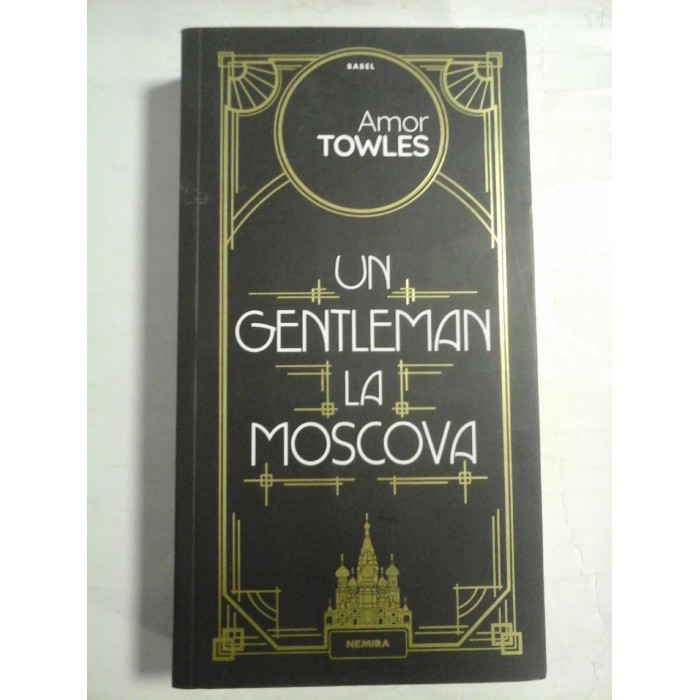 BABEL
Amor
TOWLES
UN
GENTLEMAN
LA
MOSCOVA
NEMIRA